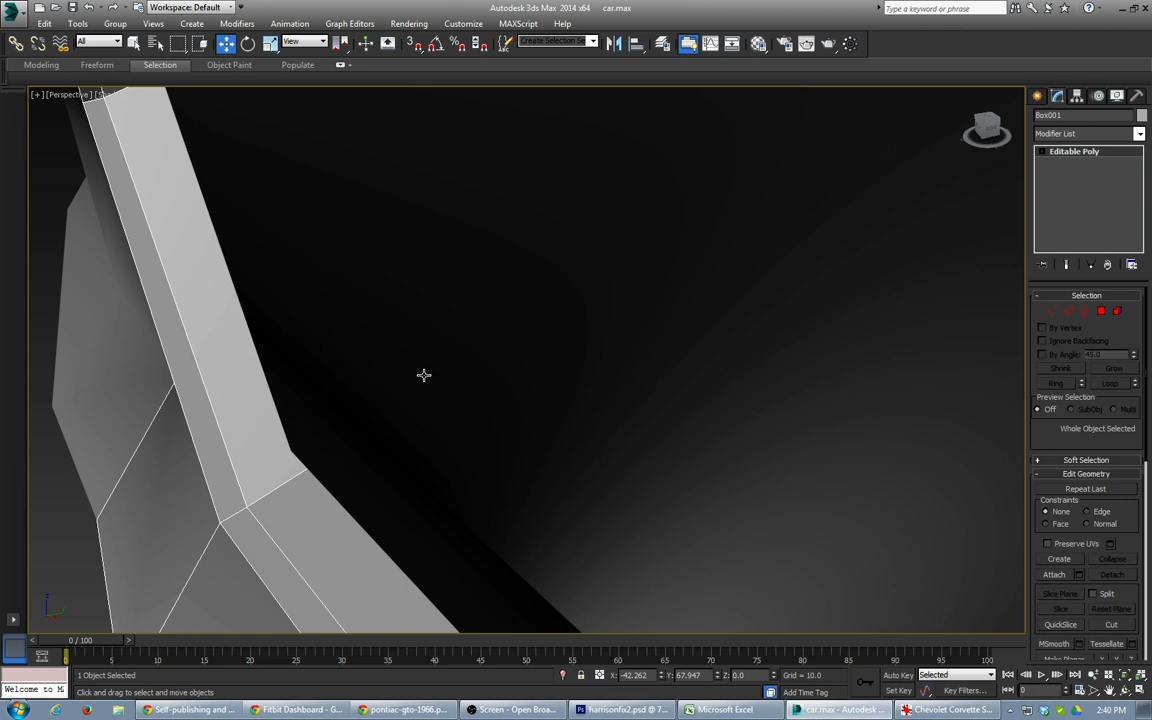 Workspace: Default
Autodesk 3ds Max 2014 x64 car.max
Type a keyword or phrase
Edit Tools Group Views Create Modifiers Animation Graph Editors Rendering Customize MAXScript Help
All View Create Selection Se
Modeling Freeform Selection Object Paint Populate
[+] [Perspective]
Box001
Modifier List
Editable Poly
- Selection
By Vertex
Ignore Backfacing
By Angle: 45.0
Shrink Grow
Ring Loop
Preview Selection
Off SubObj Multi
Whole Object Selected
+ Soft Selection
- Edit Geometry
Repeat Last
Constraints
None Edge
Face Normal
Preserve UVs
Create Collapse
Attach Detach
Slice Plane Split
Slice Reset Plane
QuickSlice Cut
MSmooth Tessellate
z
< 0 / 100 >
0 5 10 15 20 25 30 35 40 45 50 55 60 65 70 75 80 85 90 95 100
1 Object Selected X: -42.262 Y: 67.947 Z: 0.0 Grid = 10.0 Auto Key Selected
Welcome to M Click and drag to select and move objects Add Time Tag Set Key Key Filters... 0
Self-publishing and ... Fitbit Dashboard - G... pontiac-gto-1966.p... Screen - Open Broa... harrisonfix2.psd @ 7... Microsoft Excel car.max - Autodesk ... Chevrolet Corvette S... 2:40 PM